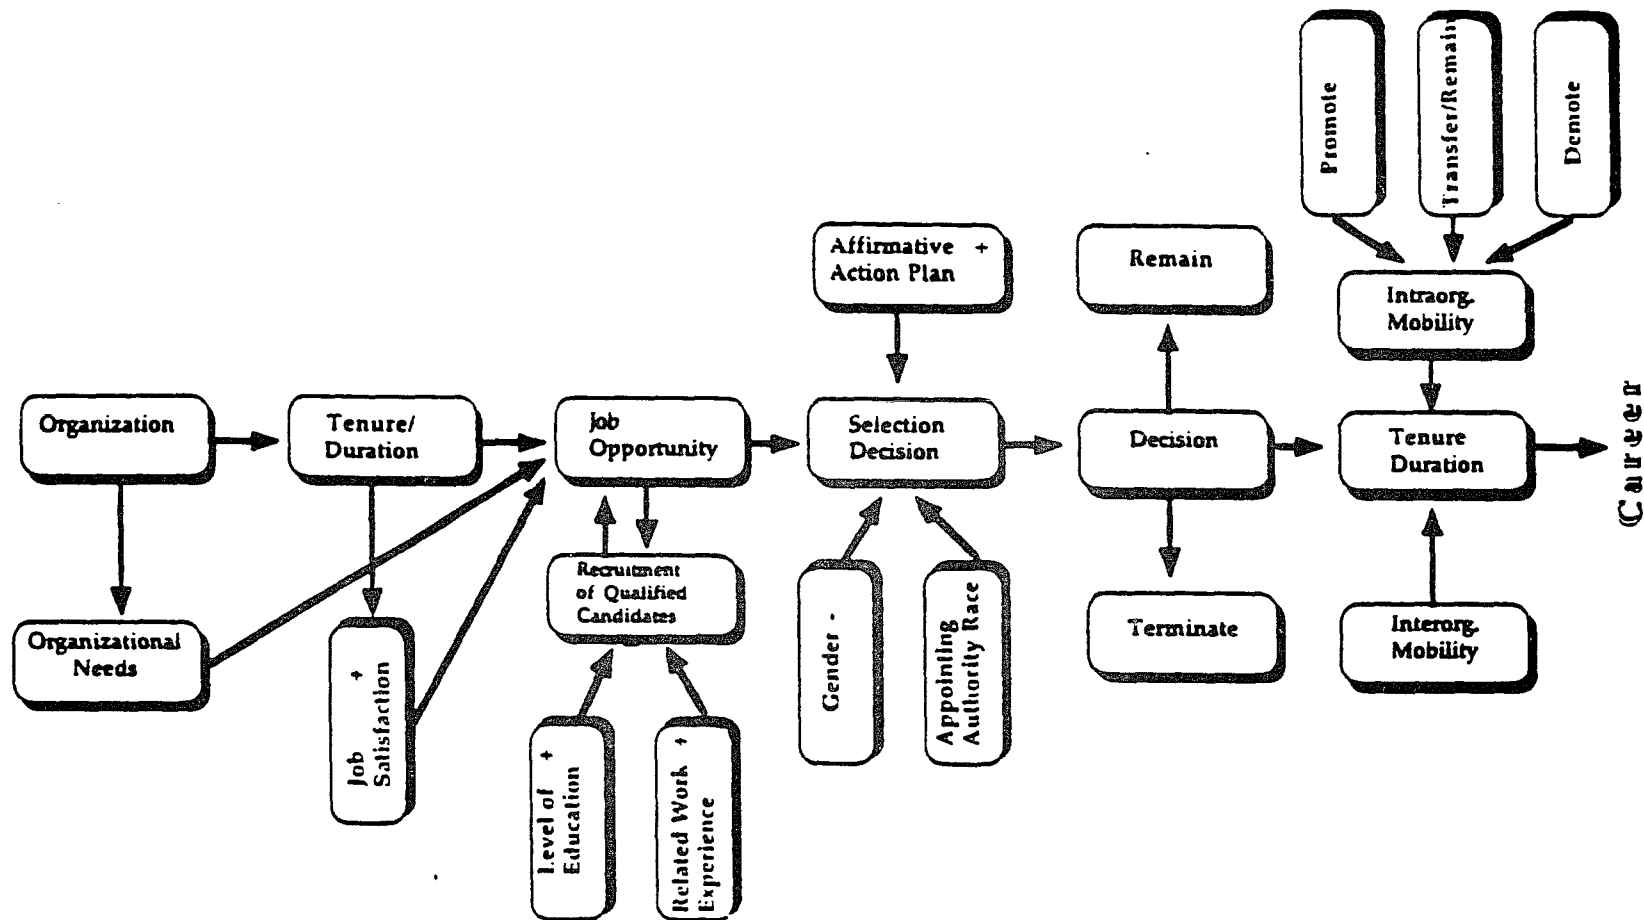 Promote
Transfer/Remain
Demote
Affirmative +
Action Plan
Remain
Intraorg.
Mobility
Organization
Tenure/
Duration
Job
Opportunity
Selection
Decision
Decision
Tenure
Duration
Career
Recruitment
of Qualified
Candidates
Organizational
Needs
Job +
Satisfaction
Gender -
Appointing
Authority Race
Terminate
Interorg.
Mobility
Level of +
Education
Related Work +
Experience